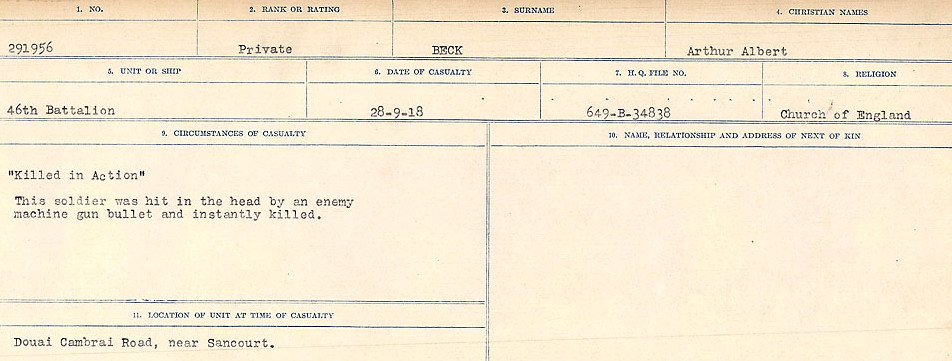 1. NO.
2. RANK OR RATING
3. SURNAME
4. CHRISTIAN NAMES
291956
Private
BECK
Arthur Albert
5. UNIT OR SHIP
6. DATE OF CASUALTY
7. H.Q. FILE NO.
8. RELIGION
46th Battalion
28-9-18
649-B-34838
Church of England
9. CIRCUMSTANCES OF CASUALTY
10. NAME, RELATIONSHIP AND ADDRESS OF NEXT OF KIN
"Killed in Action"
This soldier was hit in the head by an enemy
machine gun bullet and instantly killed.
11. LOCATION OF UNIT AT TIME OF CASUALTY
Douai Cambrai Road, near Sancourt.